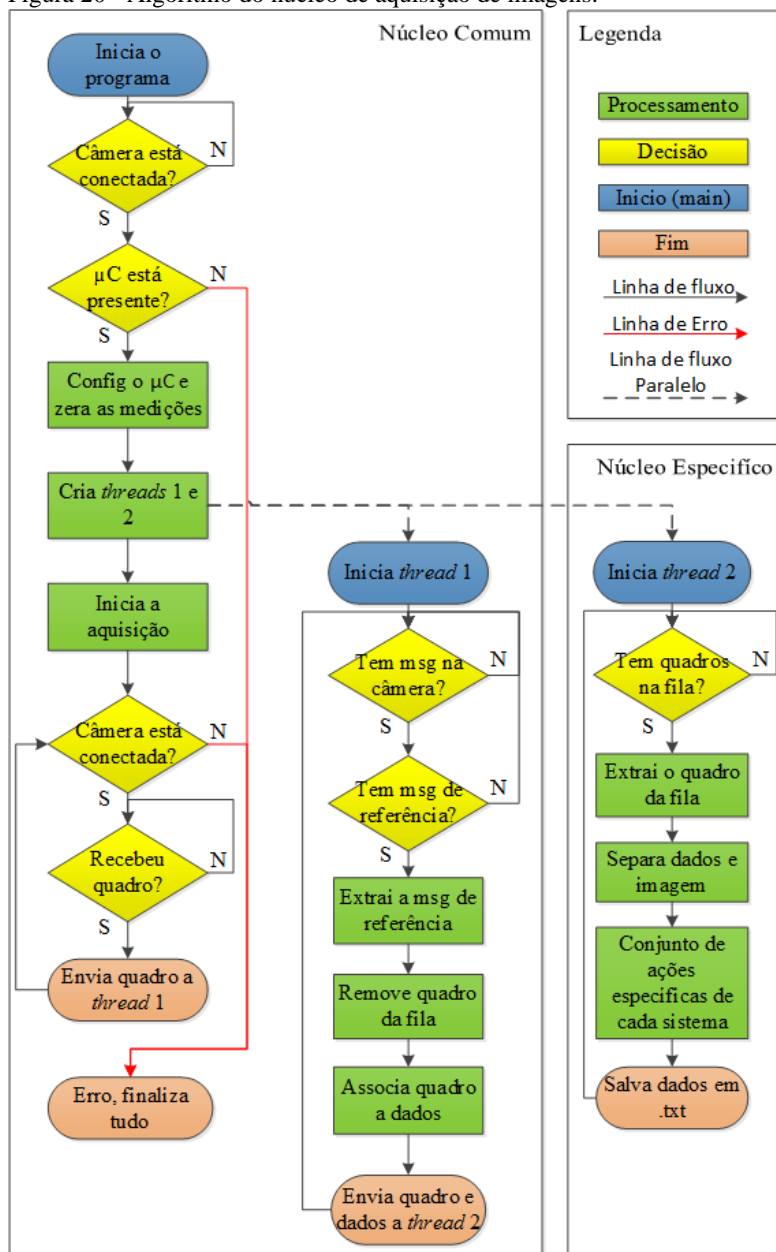 Figura 20 - Algoritmo do núcleo de aquisição de imagens.
Núcleo Comum
Inicia o
programa
Câmera está
conectada?
N
S
µC está
presente?
N
S
Config o µC e
zera as medições
Cria threads 1 e
2
Inicia a
aquisição
Câmera está
conectada?
N
S
Recebeu
quadro?
N
S
Envia quadro a
thread 1
Erro, finaliza
tudo
Inicia thread 1
Tem msg na
câmera?
N
S
Tem msg de
referência?
N
S
Extrai a msg de
referência
Remove quadro
da fila
Associa quadro
a dados
Envia quadro e
dados a thread 2
Legenda
Processamento
Decisão
Inicio (main)
Fim
Linha de fluxo
Linha de Erro
Linha de fluxo
Paralelo
Núcleo Especifíco
Inicia thread 2
Tem quadros
na fila?
N
S
Extrai o quadro
da fila
Separa dados e
imagem
Conjunto de
ações
especificas de
cada sistema
Salva dados em
.txt